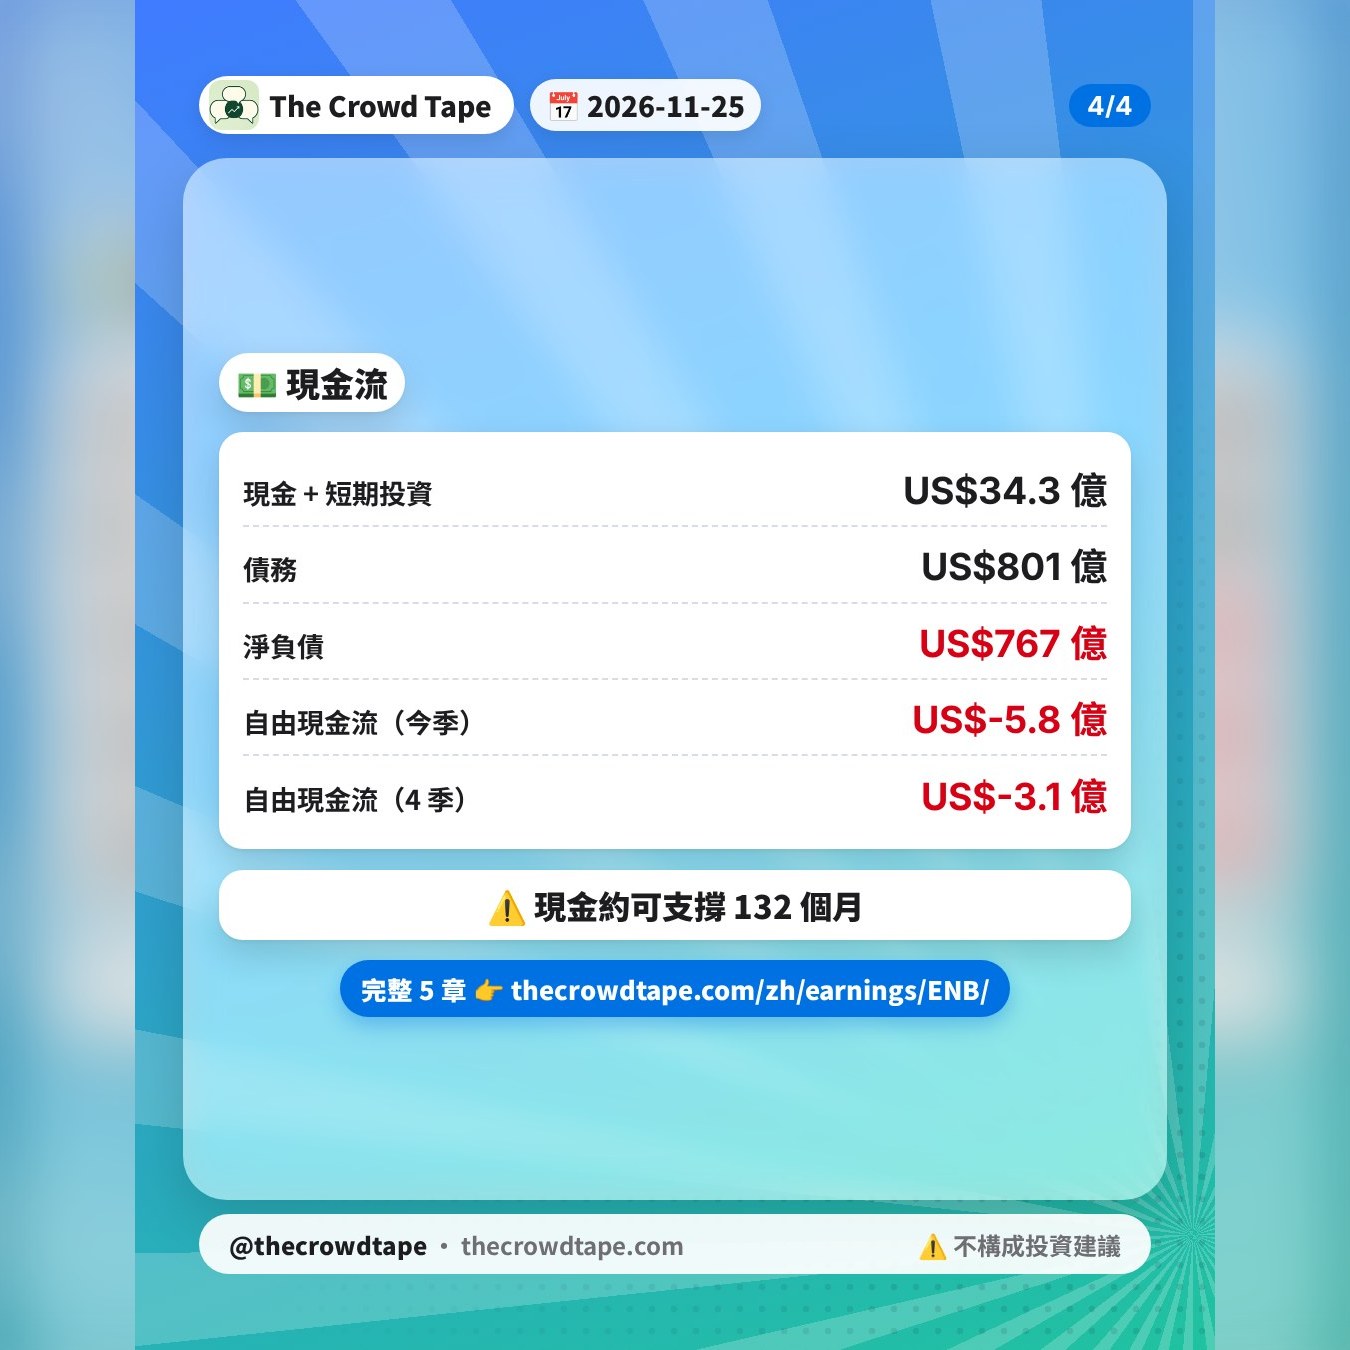 The Crowd Tape
📅 2026-11-25
4/4
💵 現金流
現金 + 短期投資 US$34.3 億
債務 US$801 億
淨負債 US$767 億
自由現金流（今季） US$-5.8 億
自由現金流（4 季） US$-3.1 億
⚠️ 現金約可支撐 132 個月
完整 5 章 👉 thecrowdtape.com/zh/earnings/ENB/
@thecrowdtape · thecrowdtape.com
⚠️ 不構成投資建議